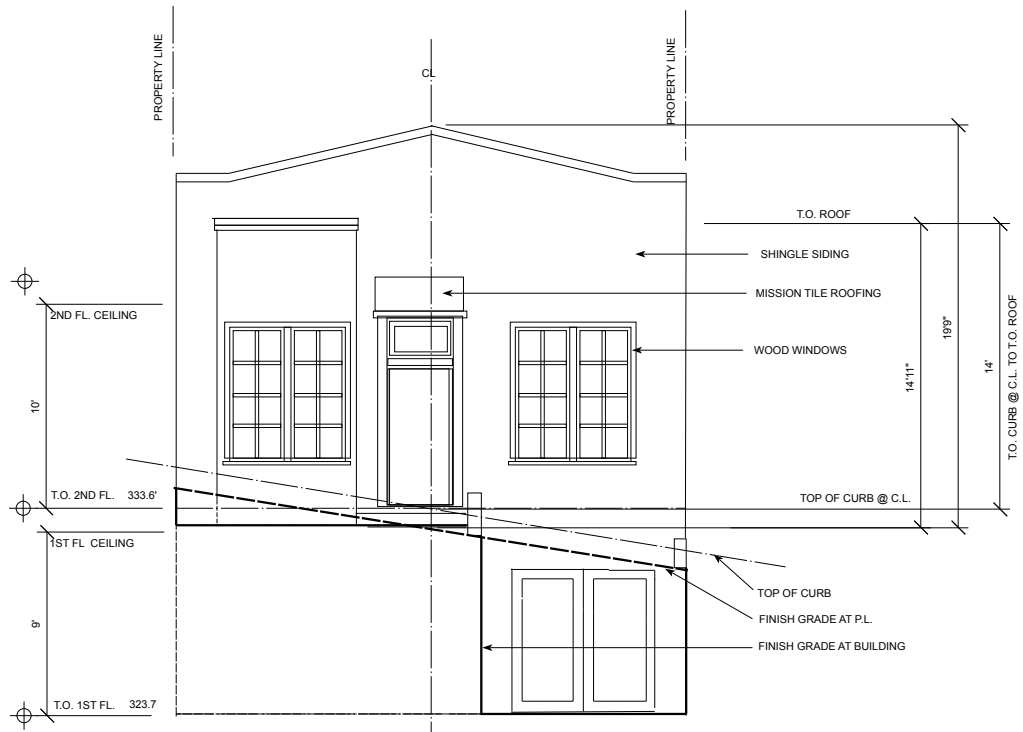 PROPERTY LINE
CL
PROPERTY LINE
T.O. ROOF
SHINGLE SIDING
MISSION TILE ROOFING
2ND FL. CEILING
WOOD WINDOWS
19'9"
14'11"
14'
T.O. CURB @ C.L. TO T.O. ROOF
10'
T.O. 2ND FL. 333.6'
TOP OF CURB @ C.L.
1ST FL CEILING
TOP OF CURB
FINISH GRADE AT P.L.
9'
FINISH GRADE AT BUILDING
T.O. 1ST FL. 323.7